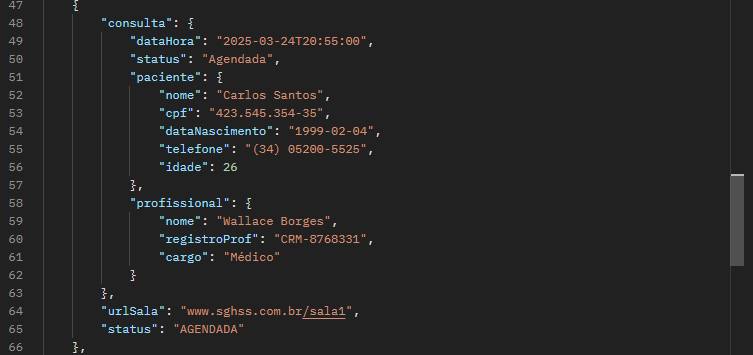 47 {
48 "consulta": {
49 "dataHora": "2025-03-24T20:55:00",
50 "status": "Agendada",
51 "paciente": {
52 "nome": "Carlos Santos",
53 "cpf": "423.545.354-35",
54 "dataNascimento": "1999-02-04",
55 "telefone": "(34) 05200-5525",
56 "idade": 26
57 },
58 "profissional": {
59 "nome": "Wallace Borges",
60 "registroProf": "CRM-8768331",
61 "cargo": "Médico"
62 }
63 },
64 "urlSala": "www.sghss.com.br/sala1",
65 "status": "AGENDADA"
66 },